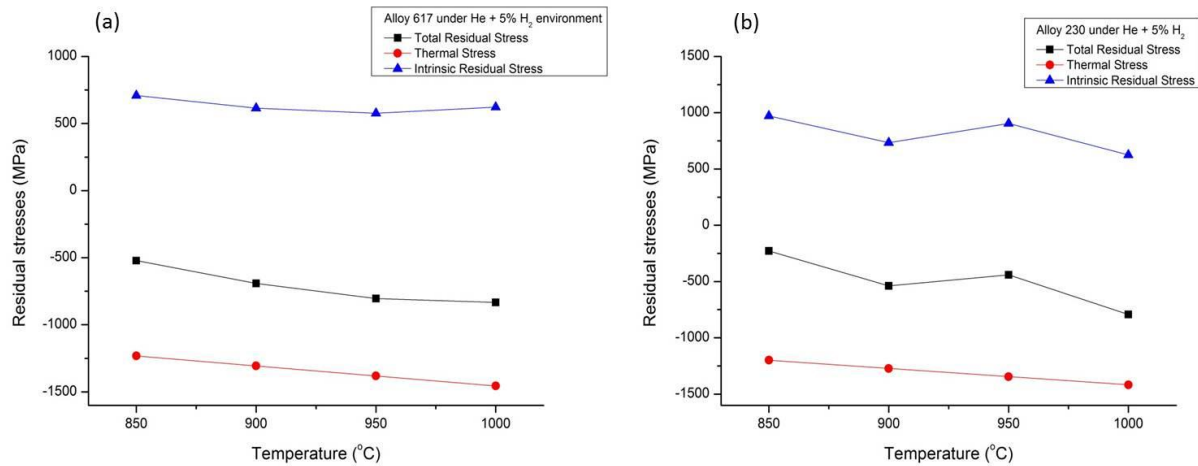 (a)
Alloy 617 under He + 5% H2 environment
Total Residual Stress
Thermal Stress
Intrinsic Residual Stress
1000
500
0
-500
-1000
-1500
Residual stresses (MPa)
850
900
950
1000
Temperature (°C)
(b)
Alloy 230 under He + 5% H2
Total Residual Stress
Thermal Stress
Intrinsic Residual Stress
1500
1000
500
0
-500
-1000
-1500
Residual stresses (MPa)
850
900
950
1000
Temperature (°C)